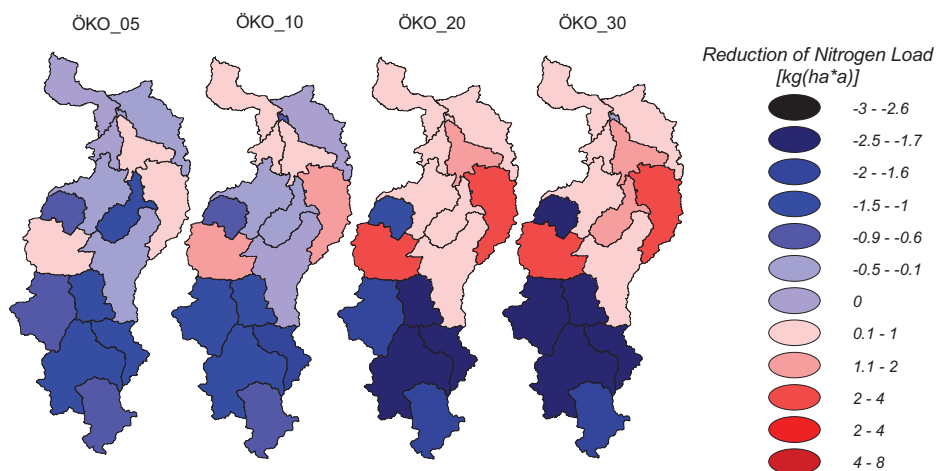 ÖKO_05 ÖKO_10 ÖKO_20 ÖKO_30
Reduction of Nitrogen Load
[kg(ha*a)]
-3 - -2.6
-2.5 - -1.7
-2 - -1.6
-1.5 - -1
-0.9 - -0.6
-0.5 - -0.1
0
0.1 - 1
1.1 - 2
2 - 4
2 - 4
4 - 8